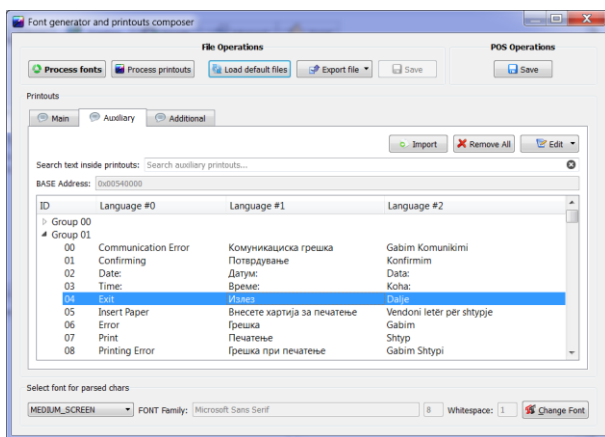 Font generator and printouts composer
File Operations POS Operations
Process fonts Process printouts Load default files Export file Save Save
Printouts
Main Auxiliary Additional
Import Remove All Edit
Search text inside printouts: Search auxiliary printouts...
BASE Address: 0x00540000
ID Language #0 Language #1 Language #2
Group 00
Group 01
00 Communication Error Комуникациска грешка Gabim Komunikimi
01 Confirming Потврдување Konfirmim
02 Date: Датум: Data:
03 Time: Време: Koha:
04 Exit Излез Dalje
05 Insert Paper Внесете хартија за печатење Vendoni letër për shtypje
06 Error Грешка Gabim
07 Print Печатење Shtyp
08 Printing Error Грешка при печатење Gabim Shtypi
Select font for parsed chars
MEDIUM_SCREEN FONT Family: Microsoft Sans Serif 8 Whitespace: 1 Change Font